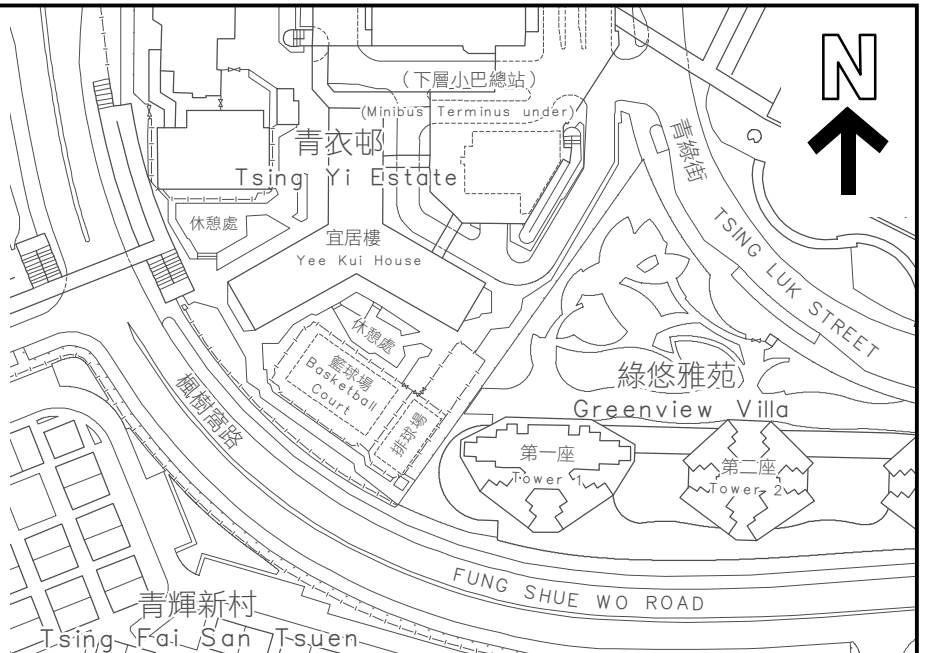 N
（下層小巴總站）
(Minibus Terminus under)
青衣邨
Tsing Yi Estate
青綠街
TSING LUK STREET
休憩處
宜居樓
Yee Kui House
休憩處
籃球場
Basketball
Court
排球場
楓樹窩路
綠悠雅苑
Greenview Villa
第一座
Tower 1
第二座
Tower 2
FUNG SHUE WO ROAD
青輝新村
Tsing Fai San Tsuen